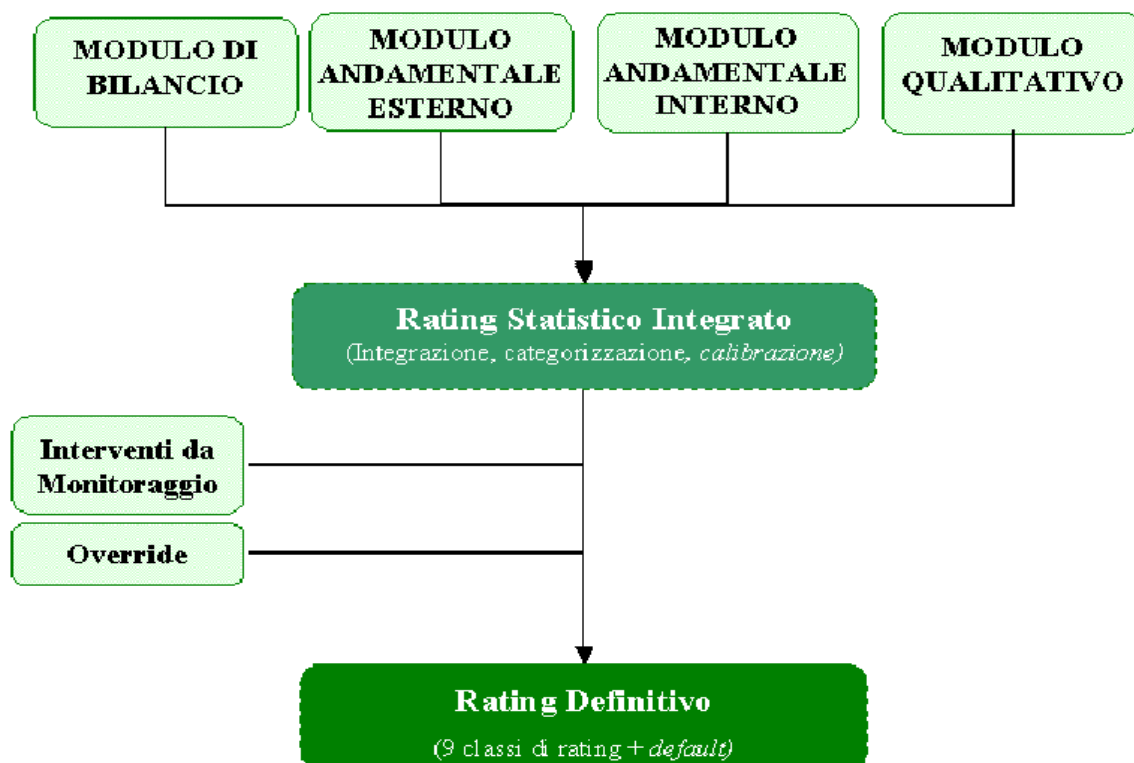 MODULO DI
BILANCIO
MODULO
ANDAMENTALE
ESTERNO
MODULO
ANDAMENTALE
INTERNO
MODULO
QUALITATIVO
Rating Statistico Integrato
(Integrazione, categorizzazione, calibrazione)
Interventi da
Monitoraggio
Override
Rating Definitivo
(9 classi di rating + default)